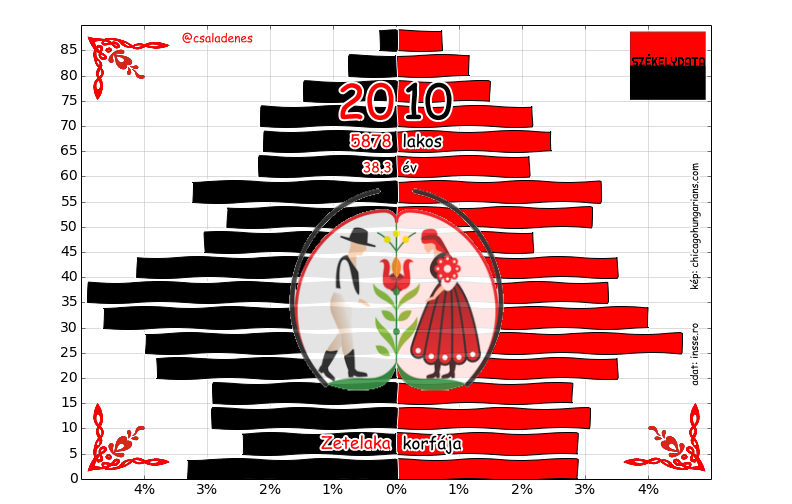 @csaladenes
SZÉKELYDATA
2010
5878 lakos
38.3 év
85
80
75
70
65
60
55
50
45
40
35
30
25
20
15
10
5
0
kép: chicagohungarians.com
adat: insse.ro
Zetelaka korfája
4% 3% 2% 1% 0% 1% 2% 3% 4%